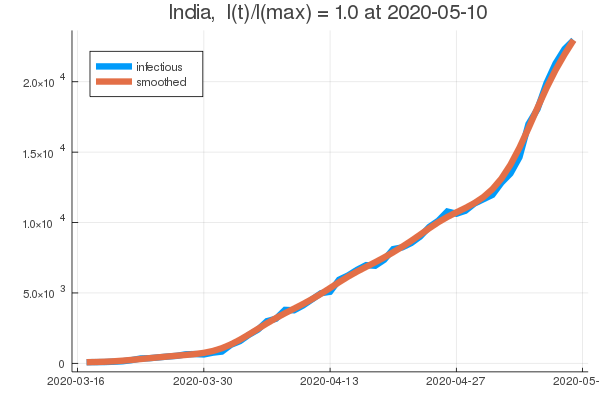 India, I(t)/I(max) = 1.0 at 2020-05-10
infectious
smoothed
2.0×10⁴
1.5×10⁴
1.0×10⁴
5.0×10³
0
2020-03-16 2020-03-30 2020-04-13 2020-04-27 2020-05-